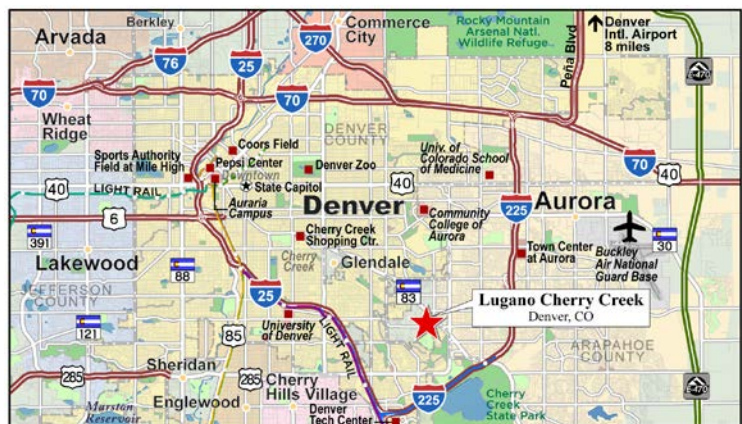 Arvada
Berkley
76
25
270
Commerce
City
Rocky Mountain
Arsenal Natl.
Wildlife Refuge
Peña Blvd
Denver
Intl. Airport
8 miles
E-470
70
Wheat
Ridge
70
DENVER
COUNTY
Coors Field
Sports Authority
Field at Mile High
Pepsi Center
Downtown
Denver Zoo
Univ. of
Colorado School
of Medicine
70
40
LIGHT RAIL
State Capitol
40
40
6
Auraria
Campus
Denver
Community
College of
Aurora
225
Aurora
391
Cherry Creek
Shopping Ctr.
Town Center
at Aurora
Buckley
Air National
Guard Base
30
Lakewood
88
Cherry
Creek
Glendale
JEFFERSON
COUNTY
25
83
Lugano Cherry Creek
Denver, CO
121
85
University
of Denver
LIGHT RAIL
ARAPAHOE
COUNTY
285
Sheridan
285
Cherry
Hills Village
225
Cherry
Creek
State Park
E-470
Marston
Reservoir
Englewood
Denver
Tech Center